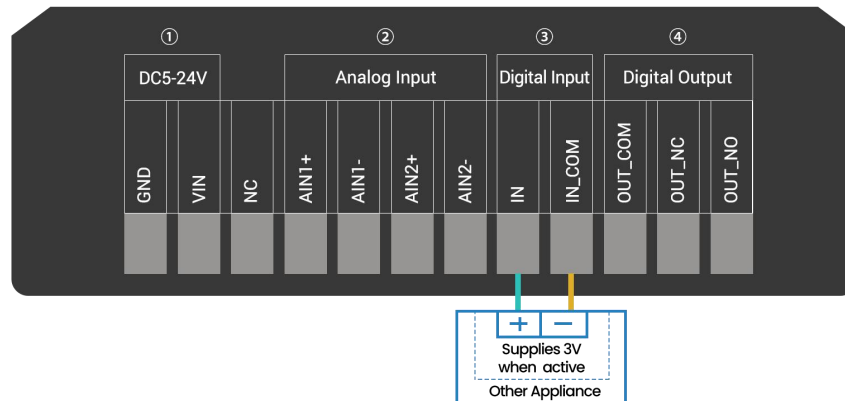 ① ② ③ ④
DC5-24V Analog Input Digital Input Digital Output
GND VIN NC AIN1+ AIN1- AIN2+ AIN2- IN IN_COM OUT_COM OUT_NC OUT_NO
+ −
Supplies 3V
when active
Other Appliance